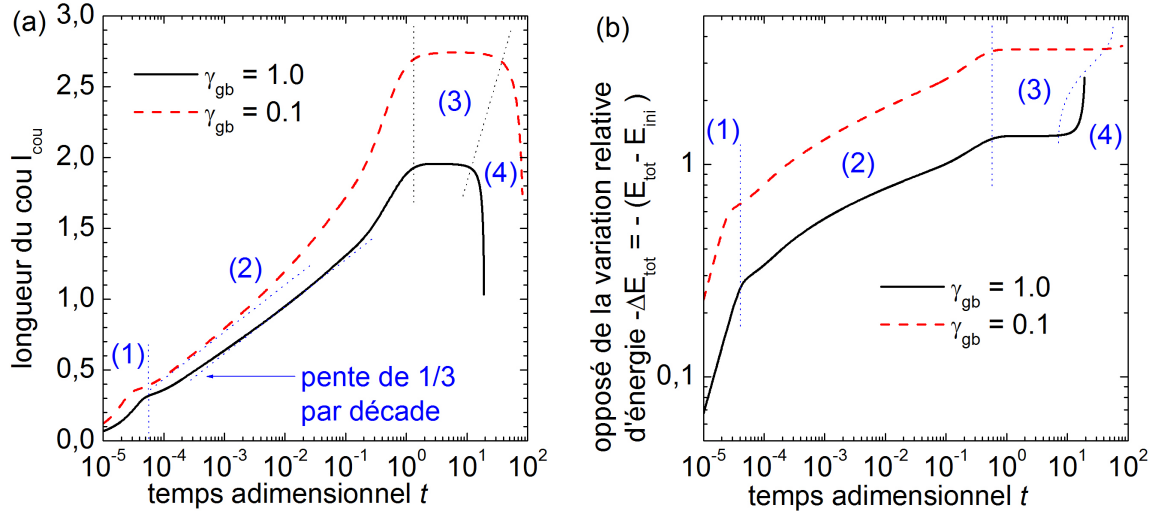 (a)
longueur du cou l_cou
3,0
2,5
2,0
1,5
1,0
0,5
0,0
γ_gb = 1.0
γ_gb = 0.1
(1)
(2)
(3)
(4)
pente de 1/3
par décade
10^-5 10^-4 10^-3 10^-2 10^-1 10^0 10^1 10^2
temps adimensionnel t
(b)
opposé de la variation relative
d'énergie -ΔE_tot = - (E_tot - E_ini )
1
0,1
(1)
(2)
(3)
(4)
γ_gb = 1.0
γ_gb = 0.1
10^-5 10^-4 10^-3 10^-2 10^-1 10^0 10^1 10^2
temps adimensionnel t